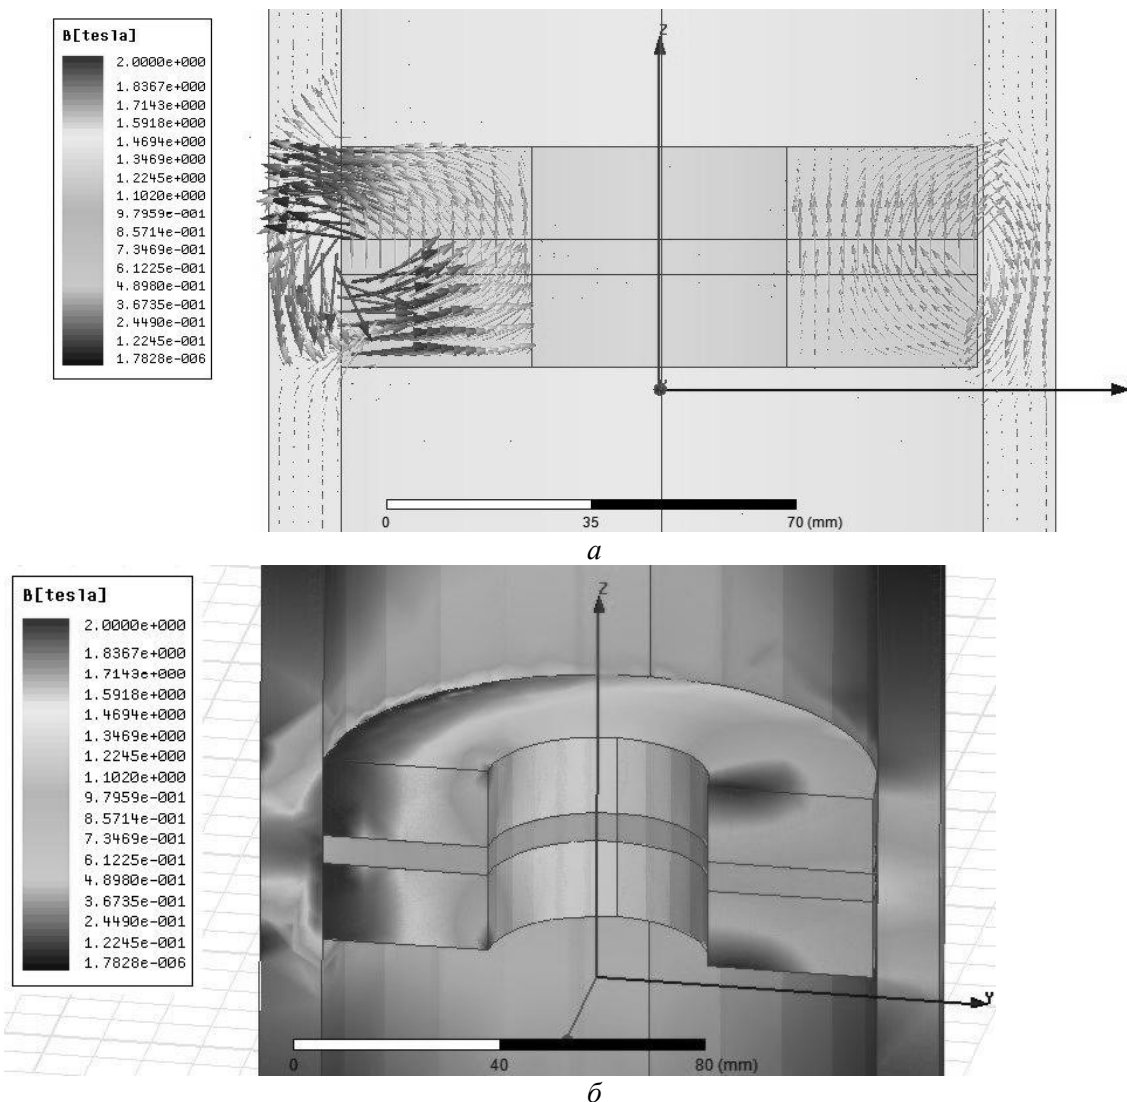 B[tesla]
2.0000e+000
1.8367e+000
1.7143e+000
1.5918e+000
1.4694e+000
1.3469e+000
1.2245e+000
1.1020e+000
9.7959e-001
8.5714e-001
7.3469e-001
6.1225e-001
4.8980e-001
3.6735e-001
2.4490e-001
1.2245e-001
1.7828e-006
Z
0 35 70 (mm)
а
B[tesla]
2.0000e+000
1.8367e+000
1.7143e+000
1.5918e+000
1.4694e+000
1.3469e+000
1.2245e+000
1.1020e+000
9.7959e-001
8.5714e-001
7.3469e-001
6.1225e-001
4.8980e-001
3.6735e-001
2.4490e-001
1.2245e-001
1.7828e-006
Z
Y
0 40 80 (mm)
б